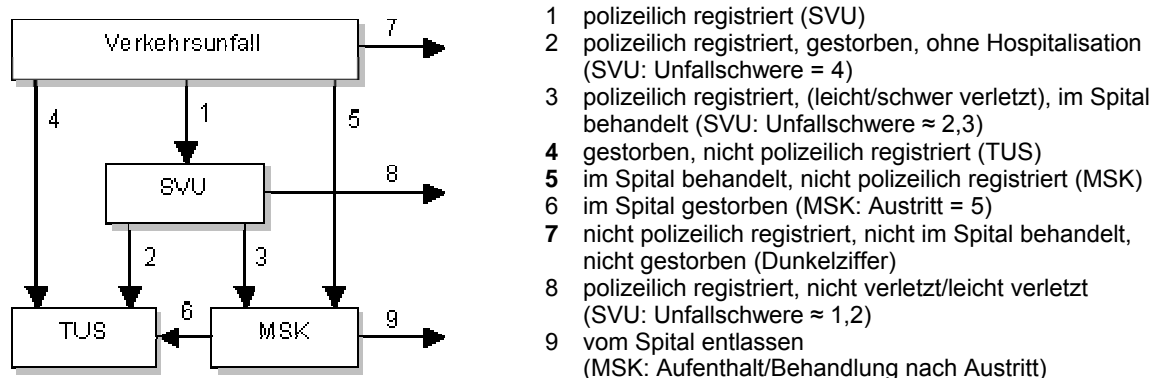 Verkehrsunfall
7
4
1
5
SVU
8
2
3
6
TUS
MSK
9
1 polizeilich registriert (SVU)
2 polizeilich registriert, gestorben, ohne Hospitalisation
(SVU: Unfallschwere = 4)
3 polizeilich registriert, (leicht/schwer verletzt), im Spital
behandelt (SVU: Unfallschwere ≈ 2,3)
4 gestorben, nicht polizeilich registriert (TUS)
5 im Spital behandelt, nicht polizeilich registriert (MSK)
6 im Spital gestorben (MSK: Austritt = 5)
7 nicht polizeilich registriert, nicht im Spital behandelt,
nicht gestorben (Dunkelziffer)
8 polizeilich registriert, nicht verletzt/leicht verletzt
(SVU: Unfallschwere ≈ 1,2)
9 vom Spital entlassen
(MSK: Aufenthalt/Behandlung nach Austritt)